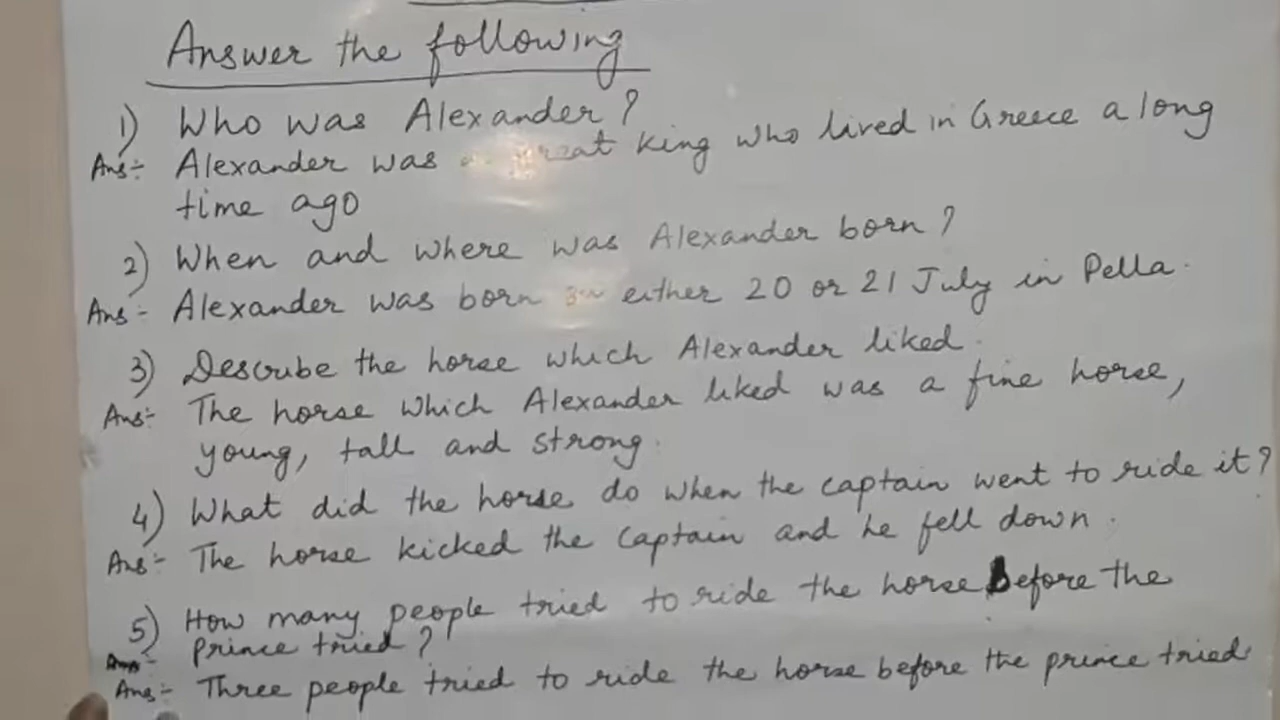 Answer the following
1) Who was Alexander?
Ans:- Alexander was a great king who lived in Greece a long
time ago
2) When and where was Alexander born?
Ans:- Alexander was born on either 20 or 21 July in Pella.
3) Describe the horse which Alexander liked.
Ans:- The horse which Alexander liked was a fine horse,
young, tall and strong.
4) What did the horse do when the captain went to ride it?
Ans:- The horse kicked the captain and he fell down.
5) How many people tried to ride the horse Before the
Prince tried?
Ans:- Three people tried to ride the horse before the prince tried